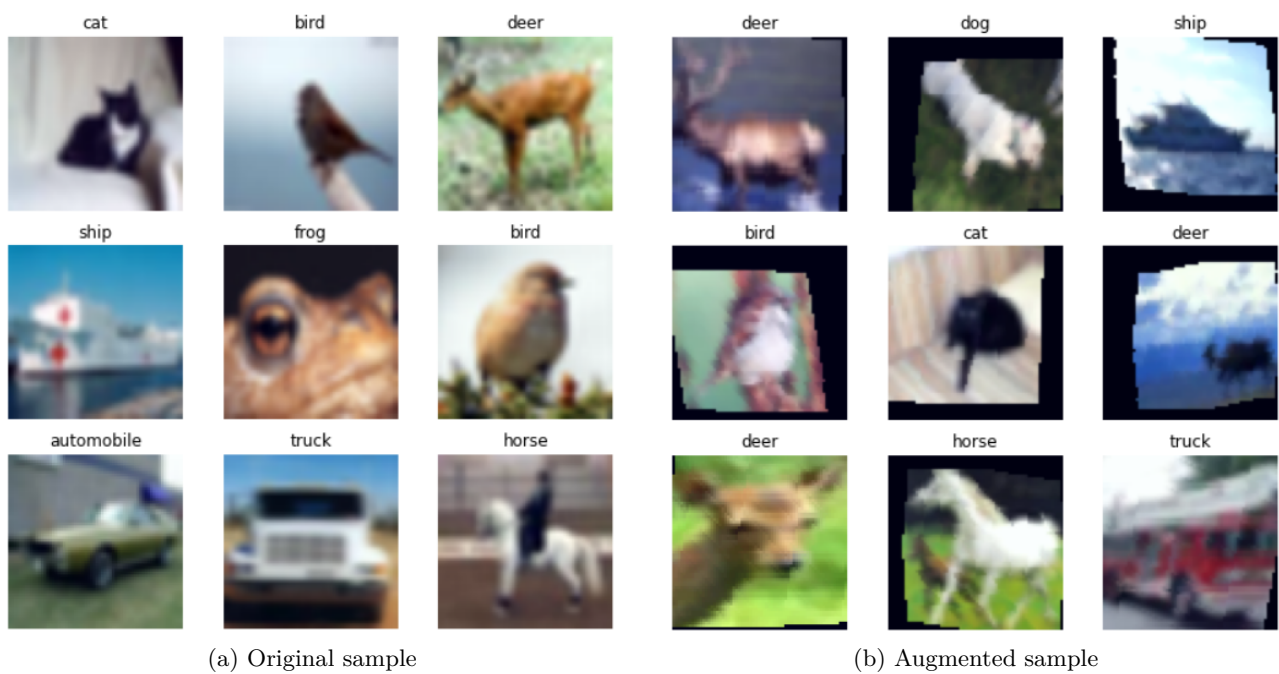 cat bird deer
ship frog bird
automobile truck horse
(a) Original sample
deer dog ship
bird cat deer
deer horse truck
(b) Augmented sample